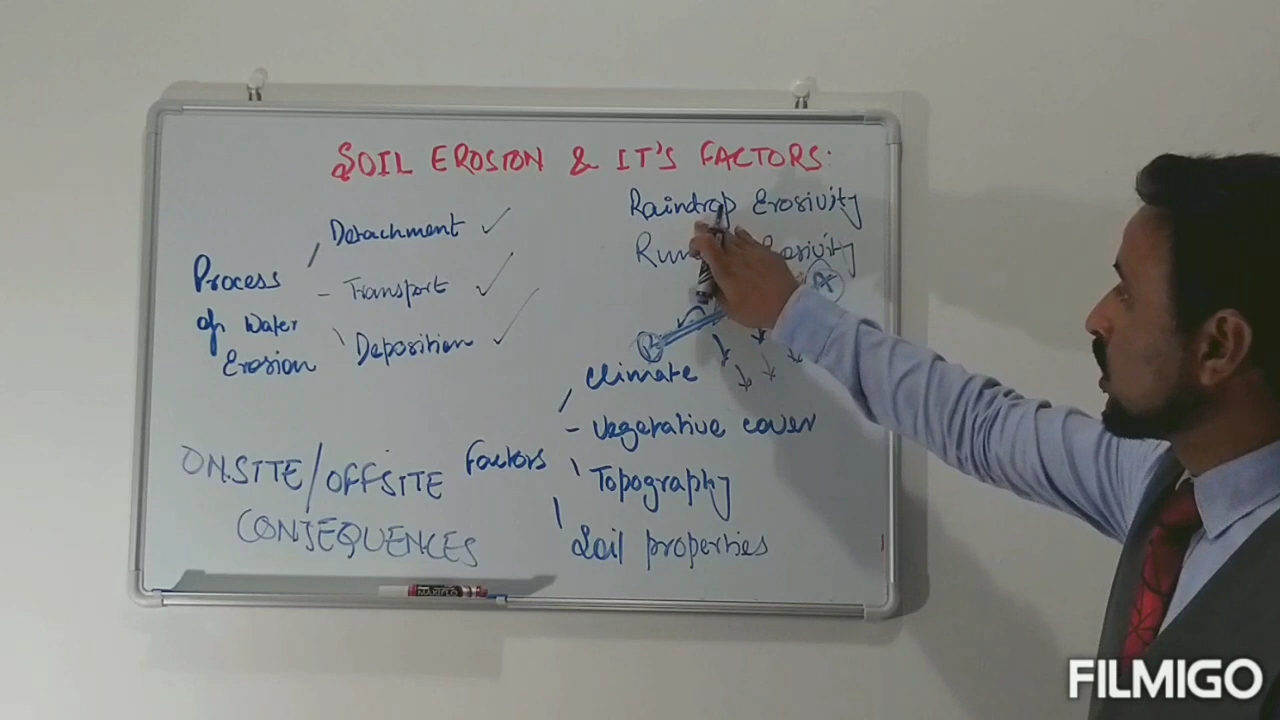 SOIL EROSION & IT'S FACTORS:
Raindrop Erosivity
Detachment ✓
Process
of Water
Erosion
- Transport ✓
Deposition ✓
A
Climate
Factors
- Vegetative cover
Topography
Soil properties
ONSITE/OFFSITE
CONSEQUENCES
MAXIFLO
FILMIGO